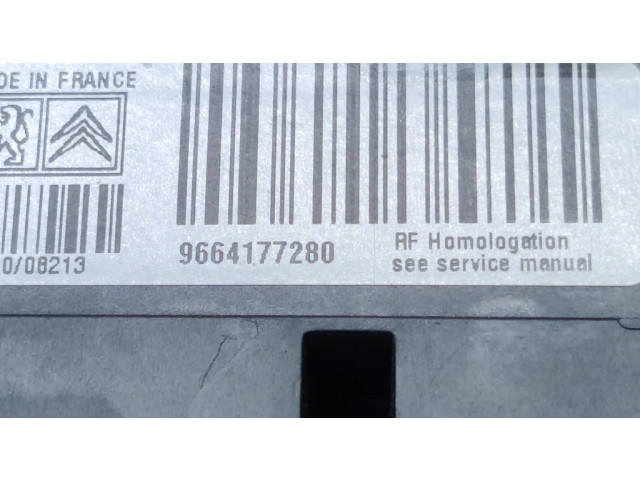 DE IN FRANCE
9664177280
RF Homologation
see service manual
0/08213